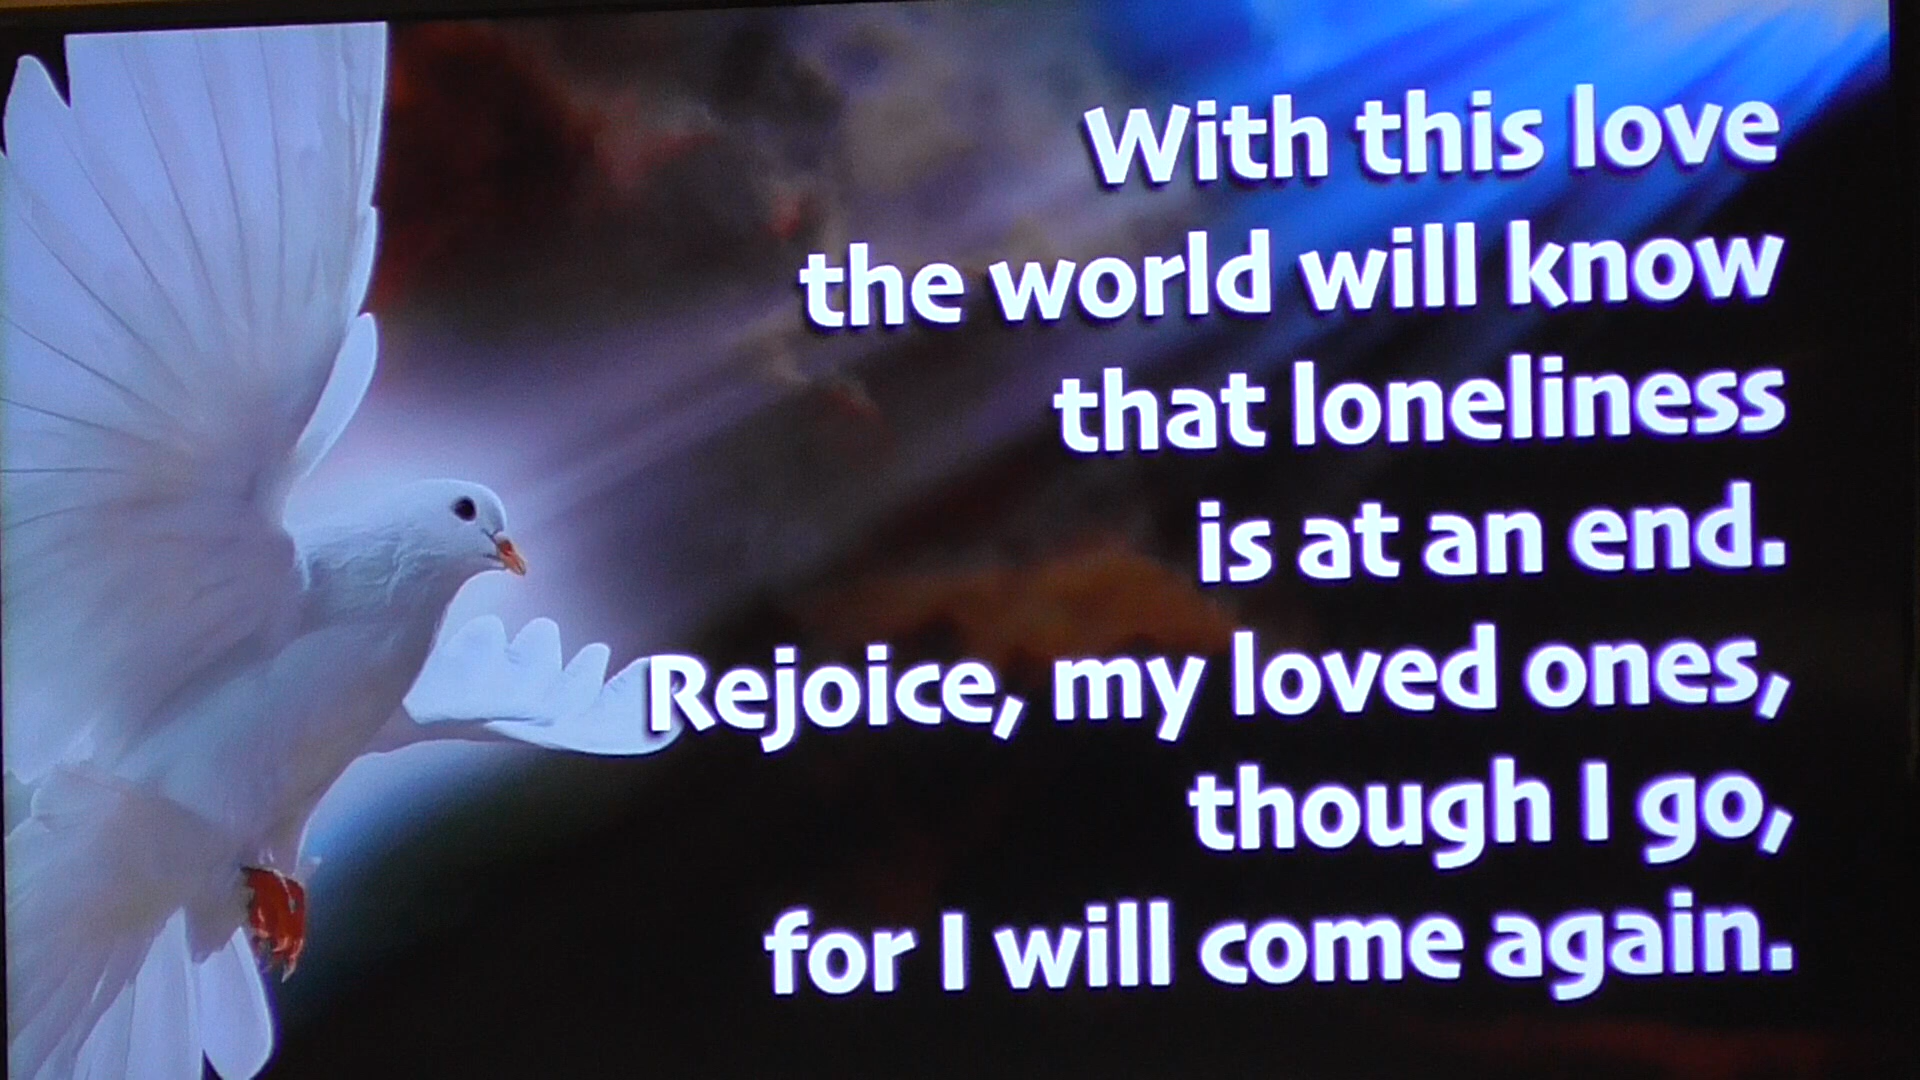 With this love
the world will know
that loneliness
is at an end.
Rejoice, my loved ones,
though I go,
for I will come again.